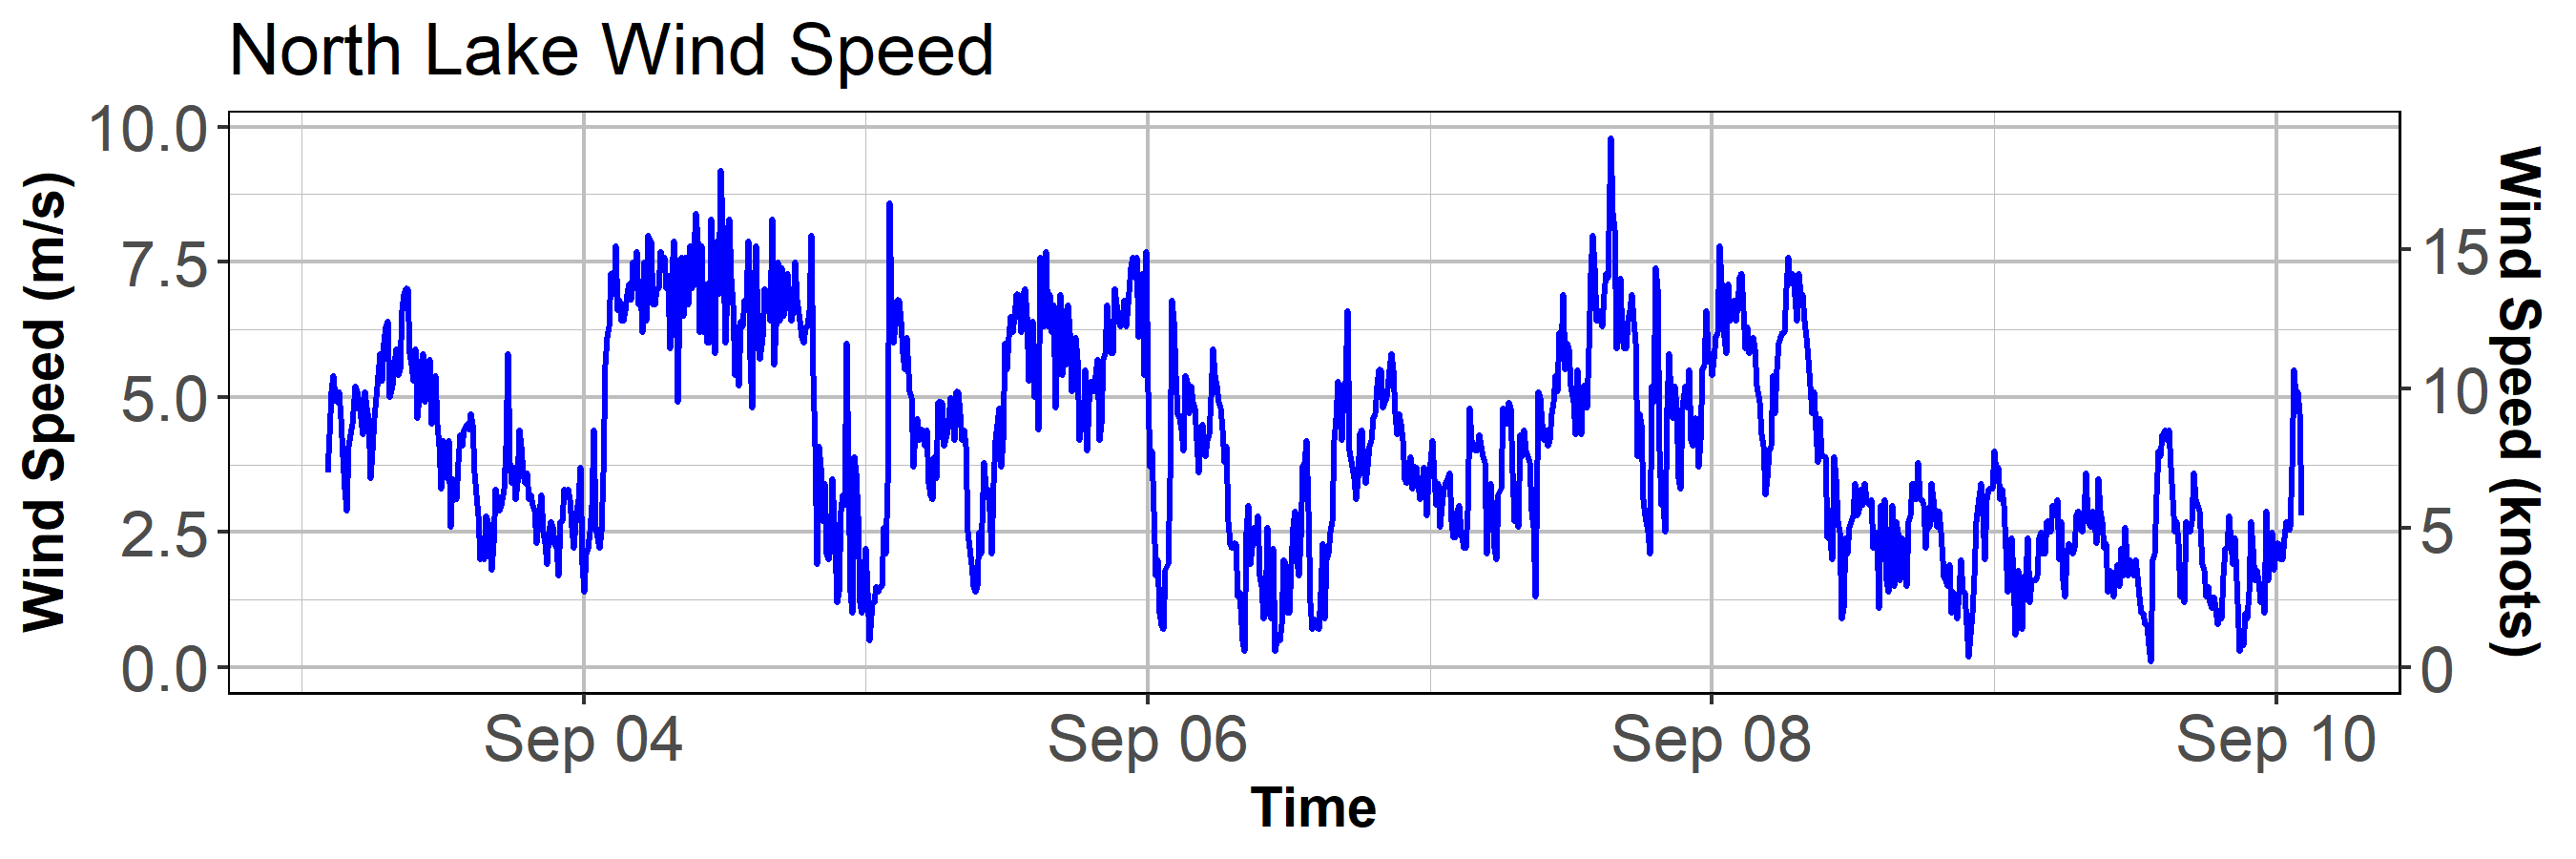 North Lake Wind Speed
Wind Speed (m/s)
10.0
7.5
5.0
2.5
0.0
Wind Speed (knots)
15
10
5
0
Sep 04
Sep 06
Sep 08
Sep 10
Time